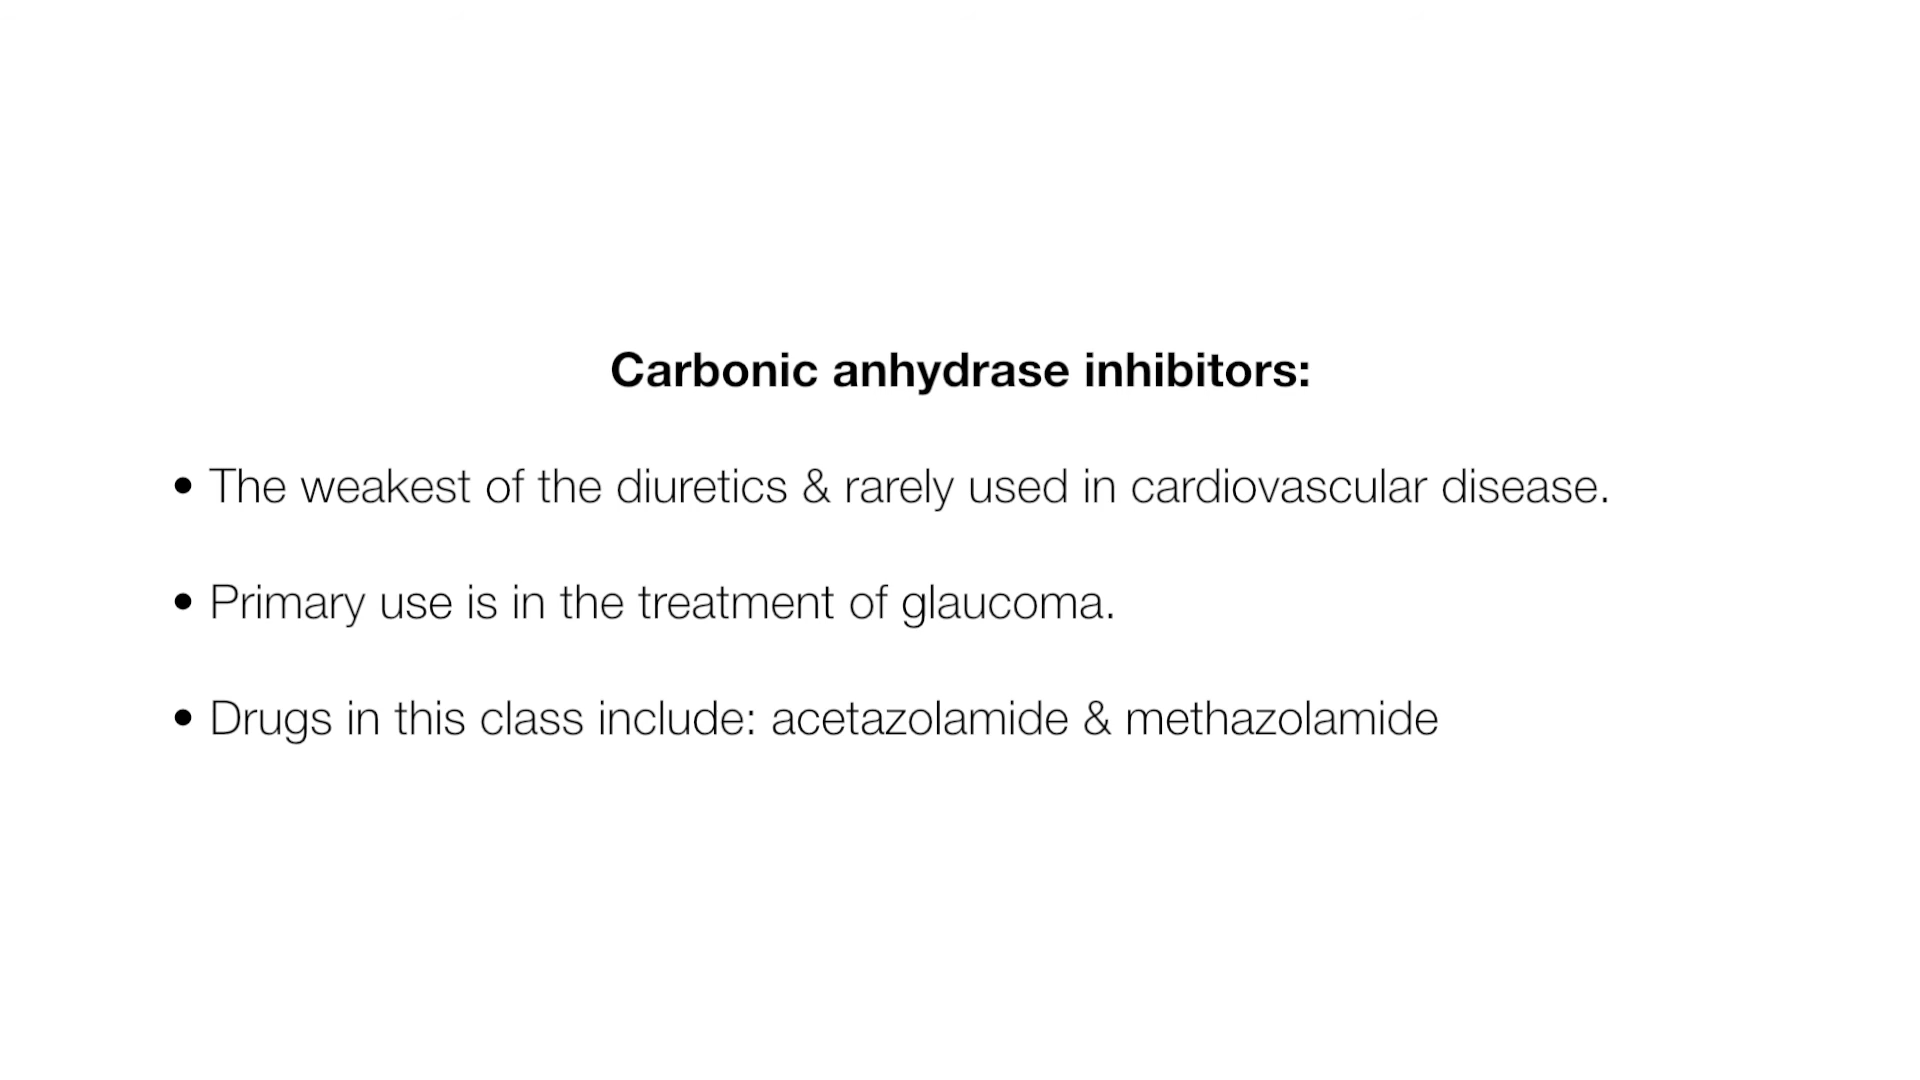 Carbonic anhydrase inhibitors:
• The weakest of the diuretics & rarely used in cardiovascular disease.
• Primary use is in the treatment of glaucoma.
• Drugs in this class include: acetazolamide & methazolamide